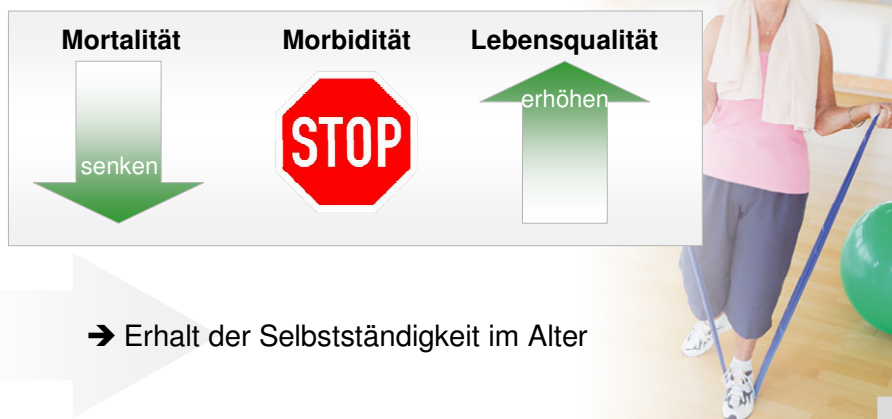 Mortalität Morbidität Lebensqualität
erhöhen
STOP
senken
➔ Erhalt der Selbstständigkeit im Alter